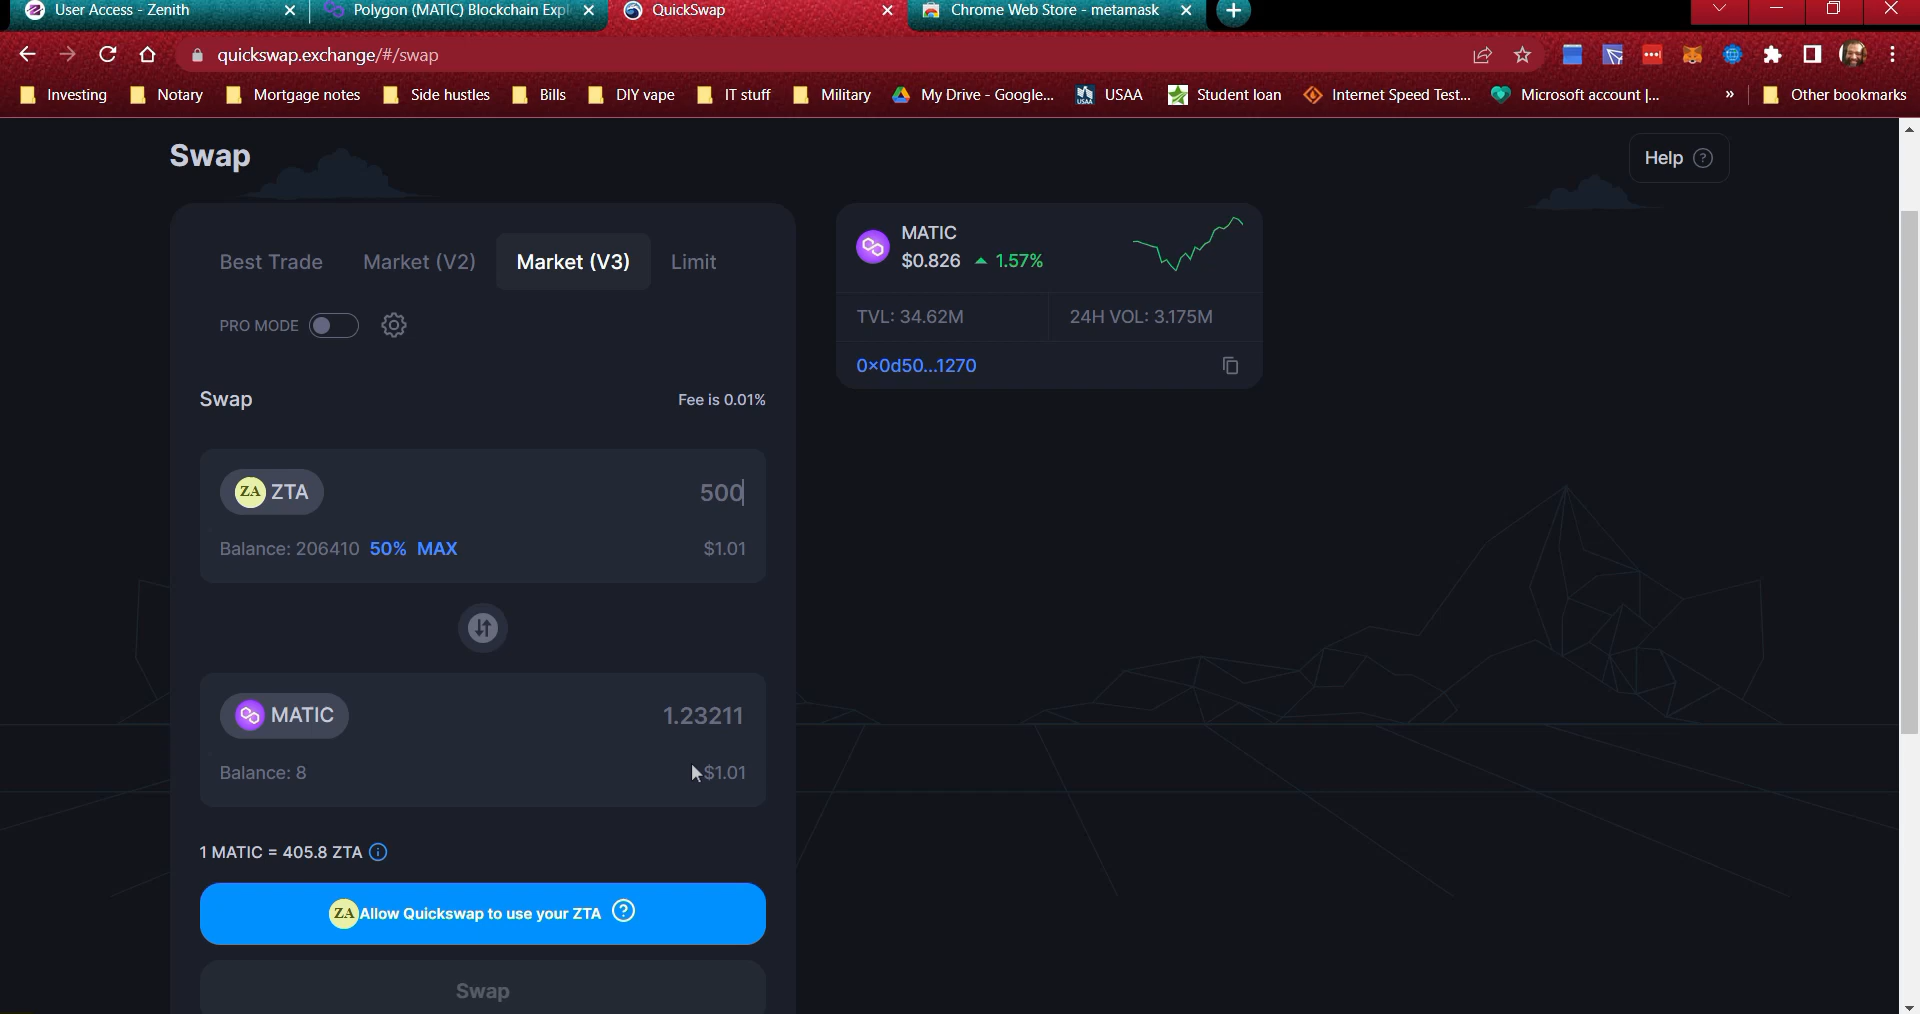 User Access - Zenith
Polygon (MATIC) Blockchain Expl
QuickSwap
Chrome Web Store - metamask
quickswap.exchange/#/swap
Investing
Notary
Mortgage notes
Side hustles
Bills
DIY vape
IT stuff
Military
My Drive - Google...
USAA
USAA
Student loan
Internet Speed Test...
Microsoft account |...
»
Other bookmarks
Swap
Help ?
Best Trade
Market (V2)
Market (V3)
Limit
PRO MODE
Swap
Fee is 0.01%
ZA ZTA
500
Balance: 206410 50% MAX
$1.01
MATIC
1.23211
Balance: 8
$1.01
1 MATIC = 405.8 ZTA
ZA Allow Quickswap to use your ZTA ?
Swap
MATIC
$0.826 1.57%
TVL: 34.62M
24H VOL: 3.175M
0x0d50...1270